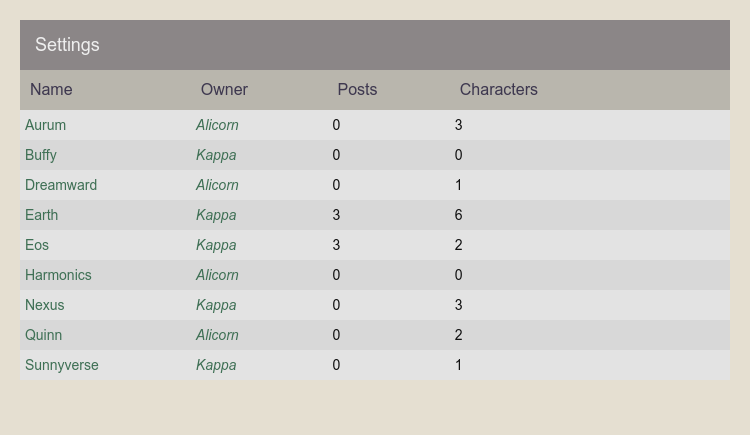 Settings
Name Owner Posts Characters
Aurum Alicorn 0 3
Buffy Kappa 0 0
Dreamward Alicorn 0 1
Earth Kappa 3 6
Eos Kappa 3 2
Harmonics Alicorn 0 0
Nexus Kappa 0 3
Quinn Alicorn 0 2
Sunnyverse Kappa 0 1